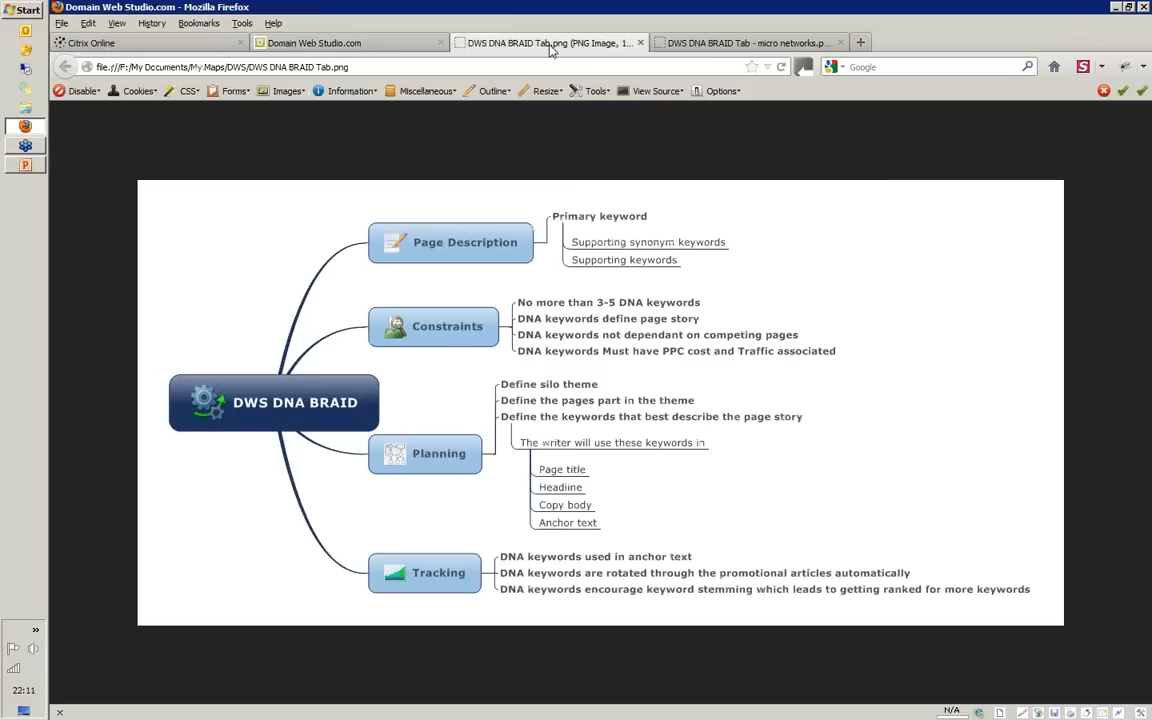 Start
Domain Web Studio.com - Mozilla Firefox
File Edit View History Bookmarks Tools Help
Citrix Online
Domain Web Studio.com
DWS DNA BRAID Tab.png (PNG Image, 1...
DWS DNA BRAID Tab - micro networks.p...
file:///F:/My Documents/My Maps/DWS/DWS DNA BRAID Tab.png
Google
Disable Cookies CSS Forms Images Information Miscellaneous Outline Resize Tools View Source Options
Primary keyword
Page Description
Supporting synonym keywords
Supporting keywords
No more than 3-5 DNA keywords
DNA keywords define page story
Constraints
DNA keywords not dependant on competing pages
DNA keywords Must have PPC cost and Traffic associated
Define silo theme
Define the pages part in the theme
DWS DNA BRAID
Define the keywords that best describe the page story
The writer will use these keywords in
Planning
Page title
Headline
Copy body
Anchor text
DNA keywords used in anchor text
Tracking
DNA keywords are rotated through the promotional articles automatically
DNA keywords encourage keyword stemming which leads to getting ranked for more keywords
22:11
N/A